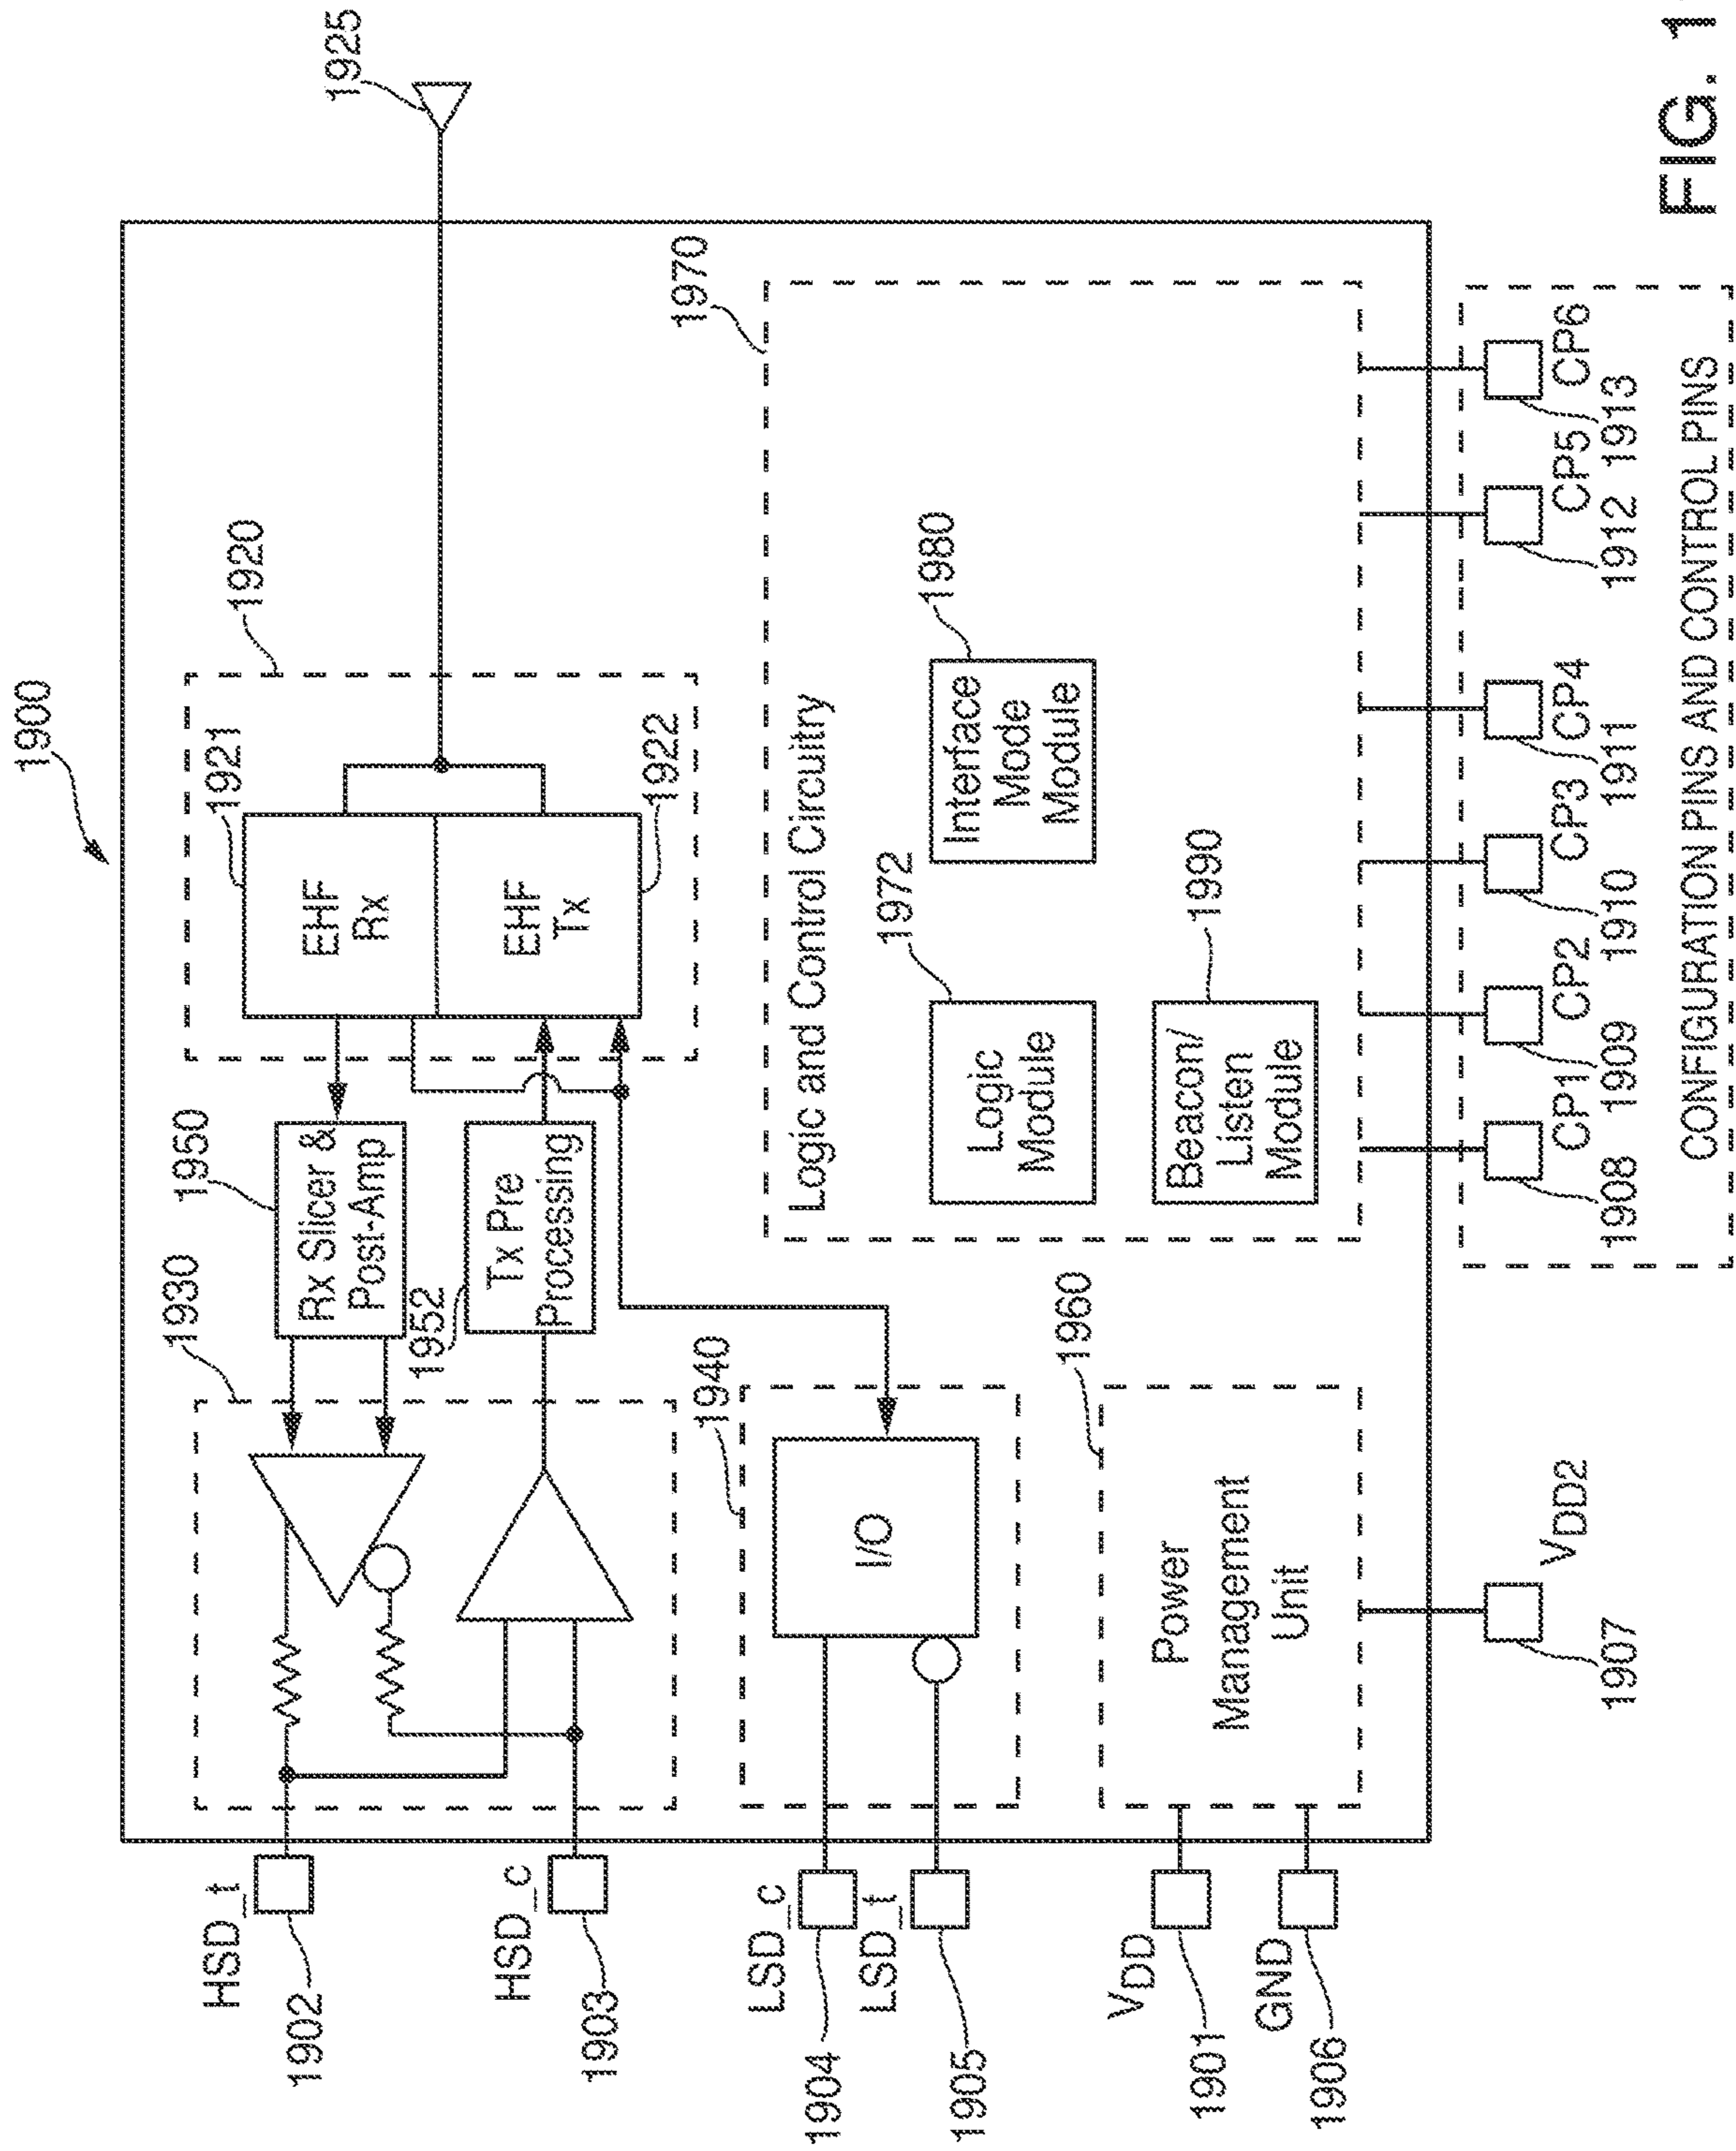 1900
1925
1920
1921
EHF
Rx
EHF
Tx
1922
1950
Rx Slicer &
Post-Amp
1952
Tx Pre
Processing
1930
HSD_t
1902
HSD_c
1903
1940
I/O
LSD_c
1904
LSD_t
1905
1960
Power
Management
Unit
VDD
1901
GND
1906
1907
VDD2
1970
Logic and Control Circuitry
1972
Logic
Module
1980
Interface
Mode
Module
1990
Beacon/
Listen
Module
CP1
CP2
CP3
CP4
CP5
CP6
1908
1909
1910
1911
1912
1913
CONFIGURATION PINS AND CONTROL PINS
FIG. 1